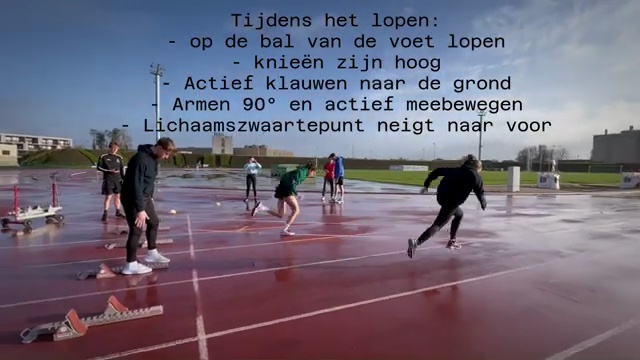 Tijdens het lopen:
- op de bal van de voet lopen
- knieën zijn hoog
- Actief klauwen naar de grond
- Armen 90° en actief meebewegen
- Lichaamszwaartepunt neigt naar voor